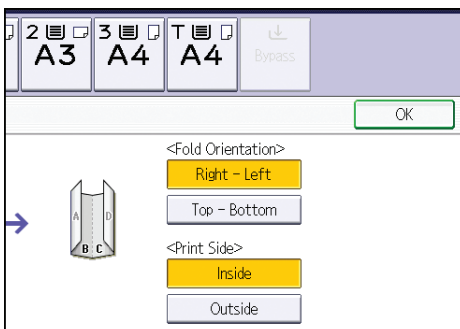 2 3 T
A3 A4 A4 Bypass
OK
<Fold Orientation>
Right - Left
Top - Bottom
A D
B C
<Print Side>
Inside
Outside